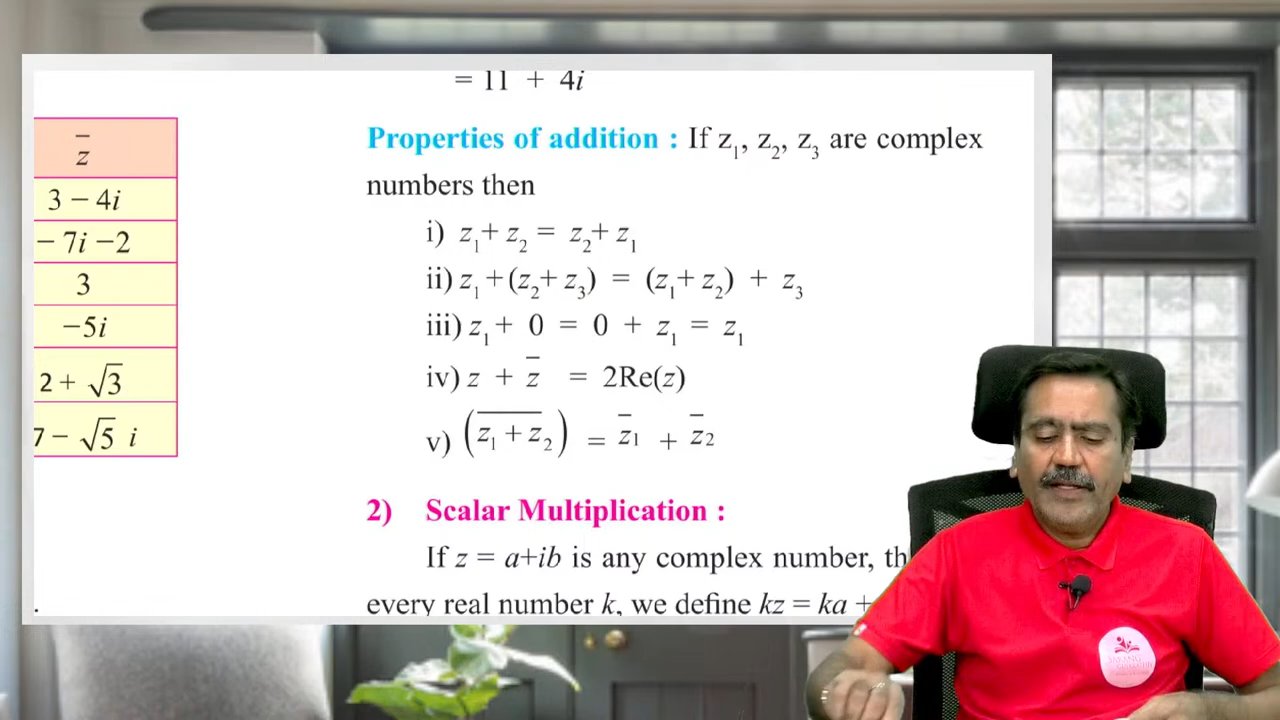 = 11 + 4i
z̅
3 − 4i
− 7i −2
3
−5i
2 + √3
7 − √5 i
Properties of addition : If z₁, z₂, z₃ are complex
numbers then
i) z₁+ z₂ = z₂+ z₁
ii) z₁ +(z₂+ z₃) = (z₁+ z₂) + z₃
iii) z₁ + 0 = 0 + z₁ = z₁
iv) z + z̅ = 2Re(z)
v) (z̅₁̅ ̅+̅ ̅z̅₂) = z̅₁ + z̅₂
2) Scalar Multiplication :
If z = a+ib is any complex number, th
every real number k, we define kz = ka +